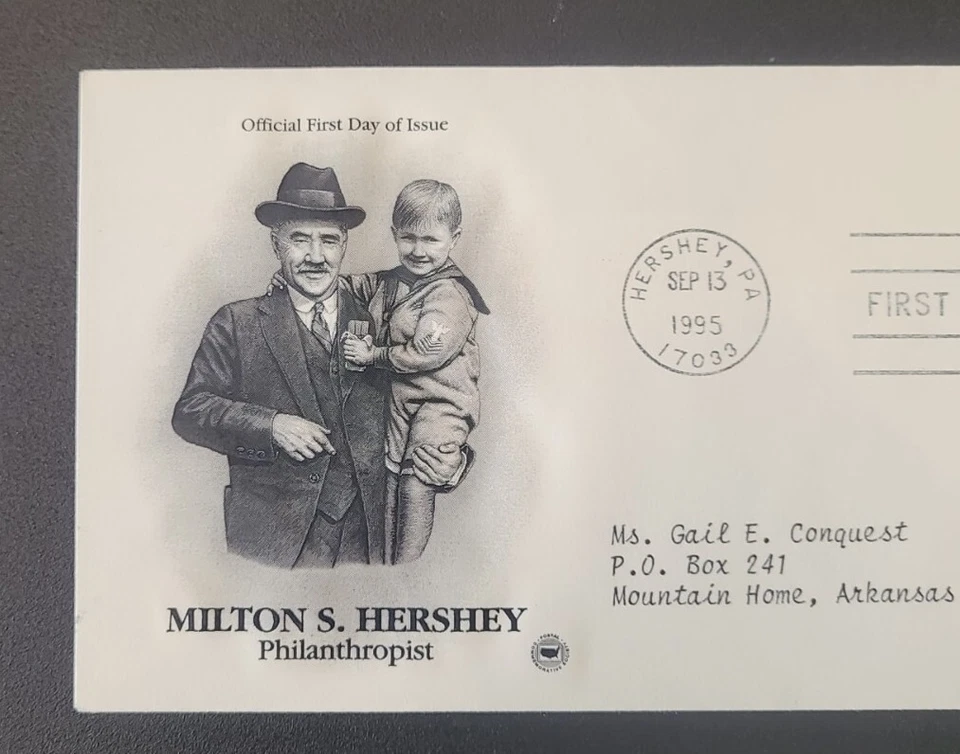 Official First Day of Issue
HERSHEY, PA
SEP 13
1995
17033
FIRST
Ms. Gail E. Conquest
P.O. Box 241
Mountain Home, Arkansas
MILTON S. HERSHEY
Philanthropist